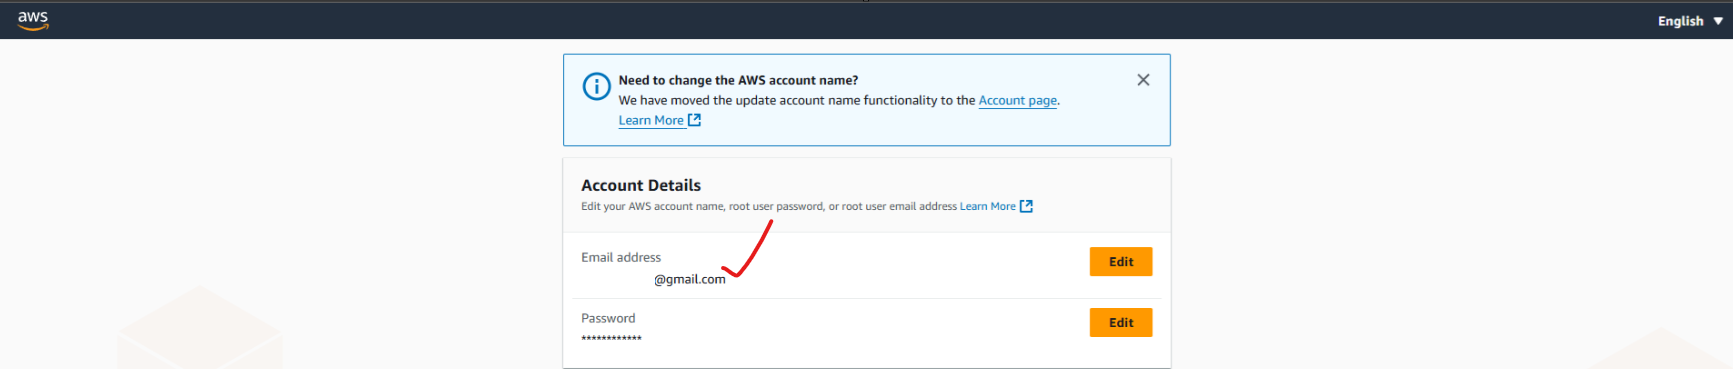 aws
English
Need to change the AWS account name?
We have moved the update account name functionality to the Account page.
Learn More
Account Details
Edit your AWS account name, root user password, or root user email address Learn More
Email address
Edit
@gmail.com
Password
Edit
************